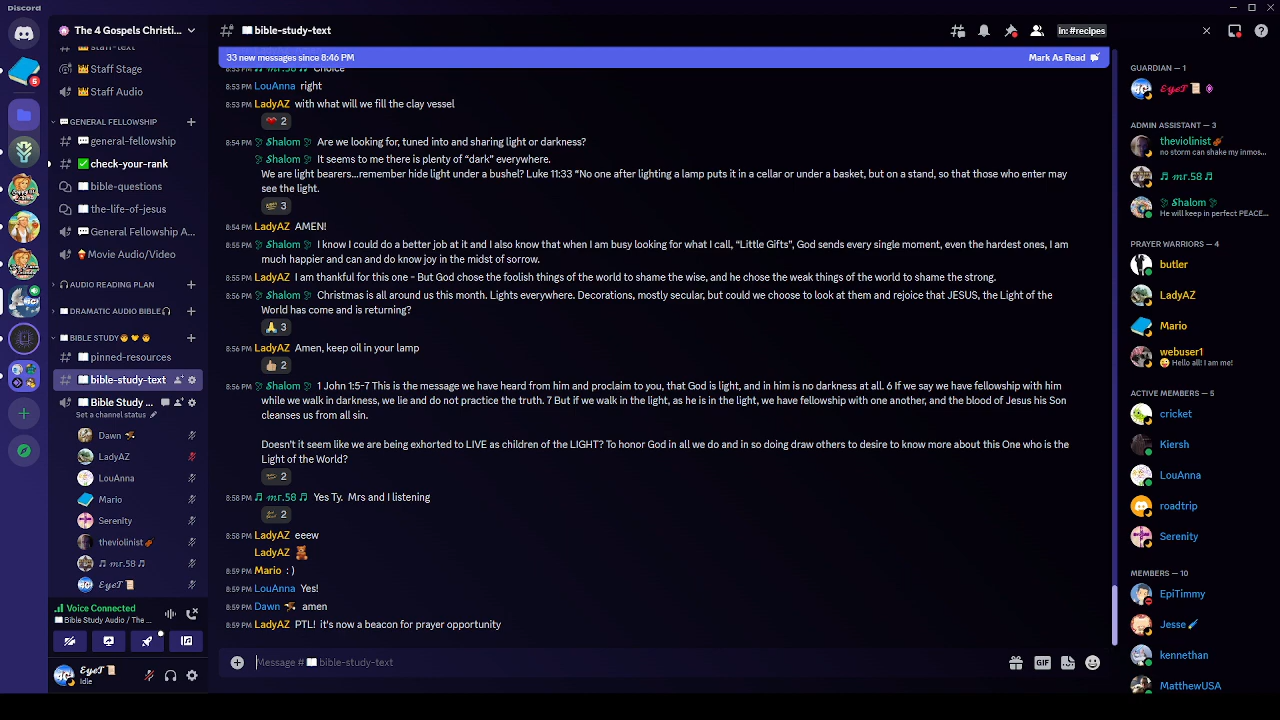 Discord
The 4 Gospels Christi...
staff-text
Staff Stage
Staff Audio
GENERAL FELLOWSHIP
general-fellowship
check-your-rank
bible-questions
the-life-of-jesus
General Fellowship A...
Movie Audio/Video
AUDIO READING PLAN
DRAMATIC AUDIO BIBLE
BIBLE STUDY
pinned-resources
bible-study-text
Bible Study ...
Set a channel status
Dawn
LadyAZ
LouAnna
Mario
Serenity
theviolinist
mr.58
EyeT
Voice Connected
Bible Study Audio / The ...
EyeT
Idle
5
bible-study-text
In: #recipes
33 new messages since 8:46 PM
Mark As Read
8:53 PM mr.58 Choice
8:53 PM LouAnna right
8:53 PM LadyAZ with what will we fill the clay vessel
2
8:54 PM Shalom Are we looking for, tuned into and sharing light or darkness?
Shalom It seems to me there is plenty of “dark” everywhere.
We are light bearers...remember hide light under a bushel? Luke 11:33 “No one after lighting a lamp puts it in a cellar or under a basket, but on a stand, so that those who enter may
see the light.
3
8:54 PM LadyAZ AMEN!
8:55 PM Shalom I know I could do a better job at it and I also know that when I am busy looking for what I call, “Little Gifts”, God sends every single moment, even the hardest ones, I am
much happier and can and do know joy in the midst of sorrow.
8:55 PM LadyAZ I am thankful for this one - But God chose the foolish things of the world to shame the wise, and he chose the weak things of the world to shame the strong.
8:56 PM Shalom Christmas is all around us this month. Lights everywhere. Decorations, mostly secular, but could we choose to look at them and rejoice that JESUS, the Light of the
World has come and is returning?
3
8:56 PM LadyAZ Amen, keep oil in your lamp
2
8:56 PM Shalom 1 John 1:5-7 This is the message we have heard from him and proclaim to you, that God is light, and in him is no darkness at all. 6 If we say we have fellowship with him
while we walk in darkness, we lie and do not practice the truth. 7 But if we walk in the light, as he is in the light, we have fellowship with one another, and the blood of Jesus his Son
cleanses us from all sin.
Doesn't it seem like we are being exhorted to LIVE as children of the LIGHT? To honor God in all we do and in so doing draw others to desire to know more about this One who is the
Light of the World?
2
8:58 PM mr.58 Yes Ty. Mrs and I listening
2
8:58 PM LadyAZ eeew
LadyAZ
8:59 PM Mario : )
8:59 PM LouAnna Yes!
8:59 PM Dawn amen
8:59 PM LadyAZ PTL! it's now a beacon for prayer opportunity
Message # bible-study-text
GIF
GUARDIAN — 1
EyeT
ADMIN ASSISTANT — 3
theviolinist
no storm can shake my inmos...
mr.58
Shalom
He will keep in perfect PEACE...
PRAYER WARRIORS — 4
butler
LadyAZ
Mario
webuser1
Hello all! I am me!
ACTIVE MEMBERS — 5
cricket
Kiersh
LouAnna
roadtrip
Serenity
MEMBERS — 10
EpiTimmy
Jesse
kennethan
MatthewUSA